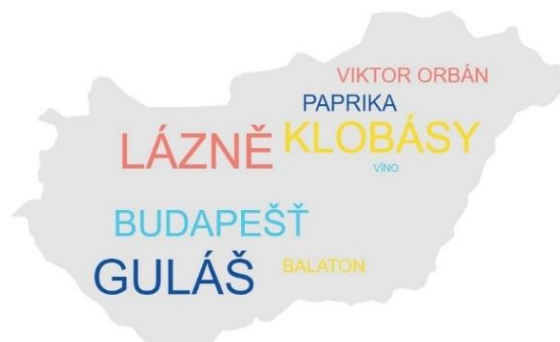 VIKTOR ORBÁN
PAPRIKA
KLOBÁSY
LÁZNĚ
VÍNO
BUDAPEŠŤ
GULÁŠ
BALATON